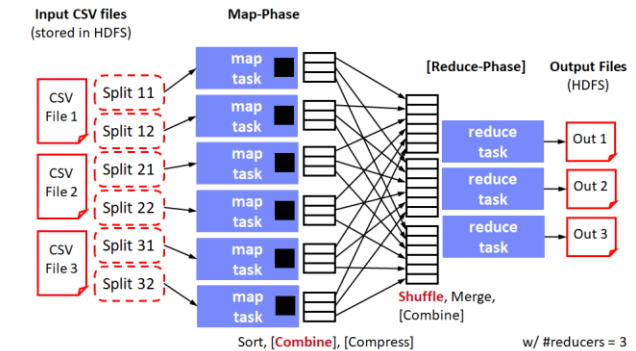 Input CSV files
(stored in HDFS)
Map-Phase
[Reduce-Phase]
Output Files
(HDFS)
CSV
File 1
CSV
File 2
CSV
File 3
Split 11
Split 12
Split 21
Split 22
Split 31
Split 32
map
task
map
task
map
task
map
task
map
task
map
task
reduce
task
reduce
task
reduce
task
Out 1
Out 2
Out 3
Sort, [Combine], [Compress]
Shuffle, Merge,
[Combine]
w/ #reducers = 3